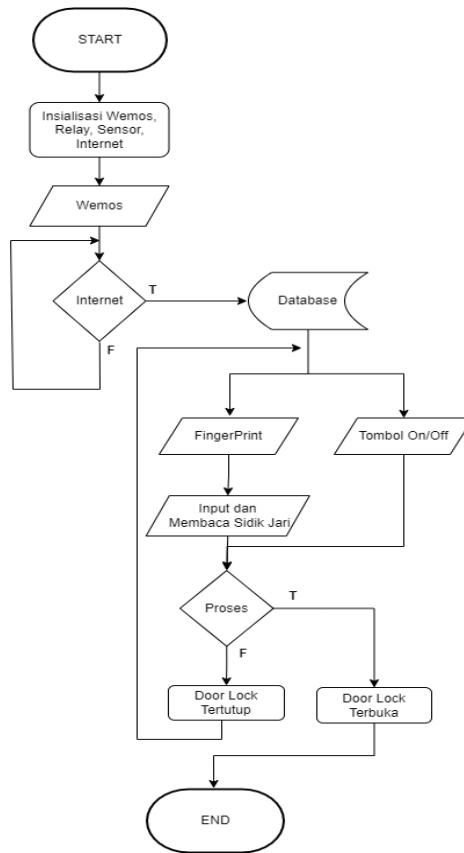 START
Insialisasi Wemos,
Relay, Sensor,
Internet
Wemos
Internet
T
F
Database
FingerPrint
Tombol On/Off
Input dan
Membaca Sidik Jari
Proses
T
F
Door Lock
Tertutup
Door Lock
Terbuka
END